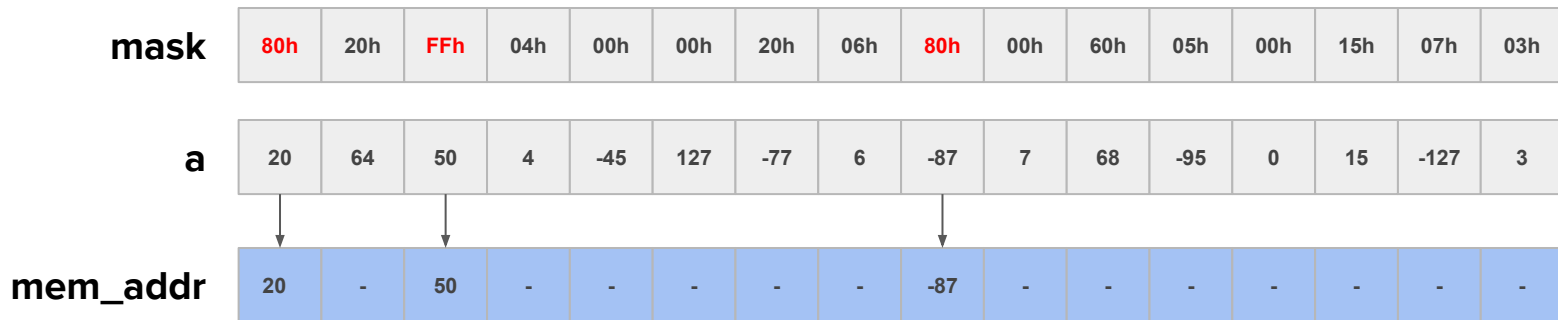 mask 80h 20h FFh 04h 00h 00h 20h 06h 80h 00h 60h 05h 00h 15h 07h 03h
a 20 64 50 4 -45 127 -77 6 -87 7 68 -95 0 15 -127 3
mem_addr 20 - 50 - - - - - -87 - - - - - - -